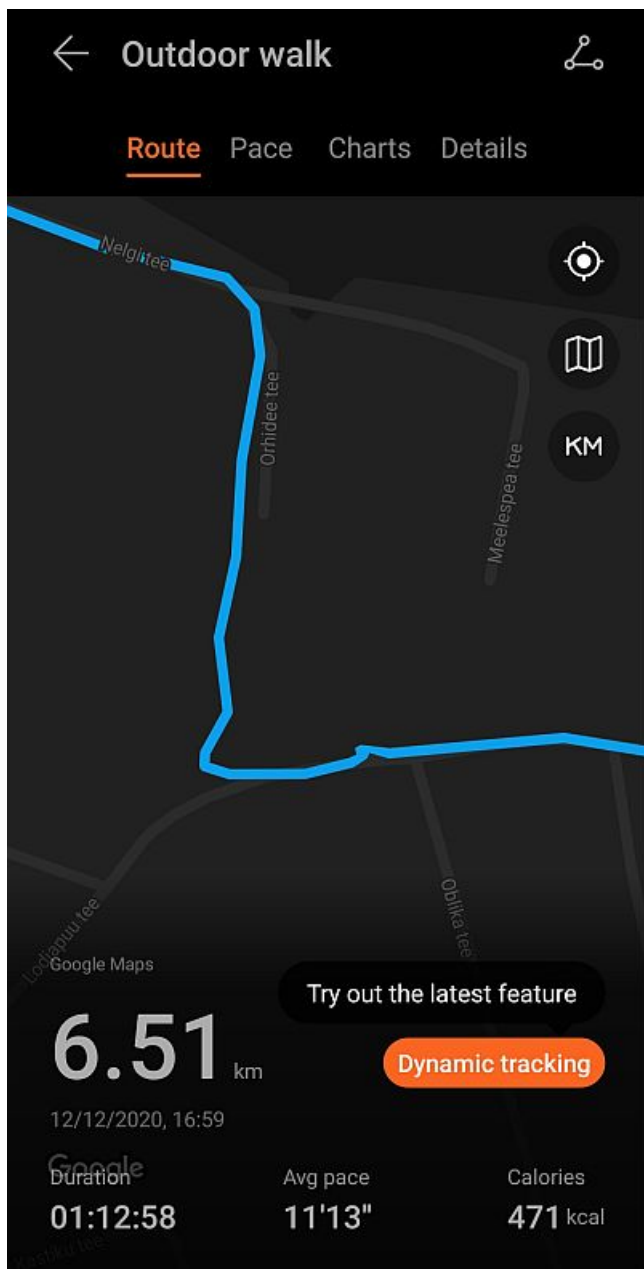 Outdoor walk
Route Pace Charts Details
Nelgi tee
Orhidee tee
Meelespea tee
KM
Oblika tee
Lodjapuu tee
Google Maps
Try out the latest feature
6.51 km
Dynamic tracking
12/12/2020, 16:59
Google
Duration Avg pace Calories
01:12:58 11'13" 471 kcal